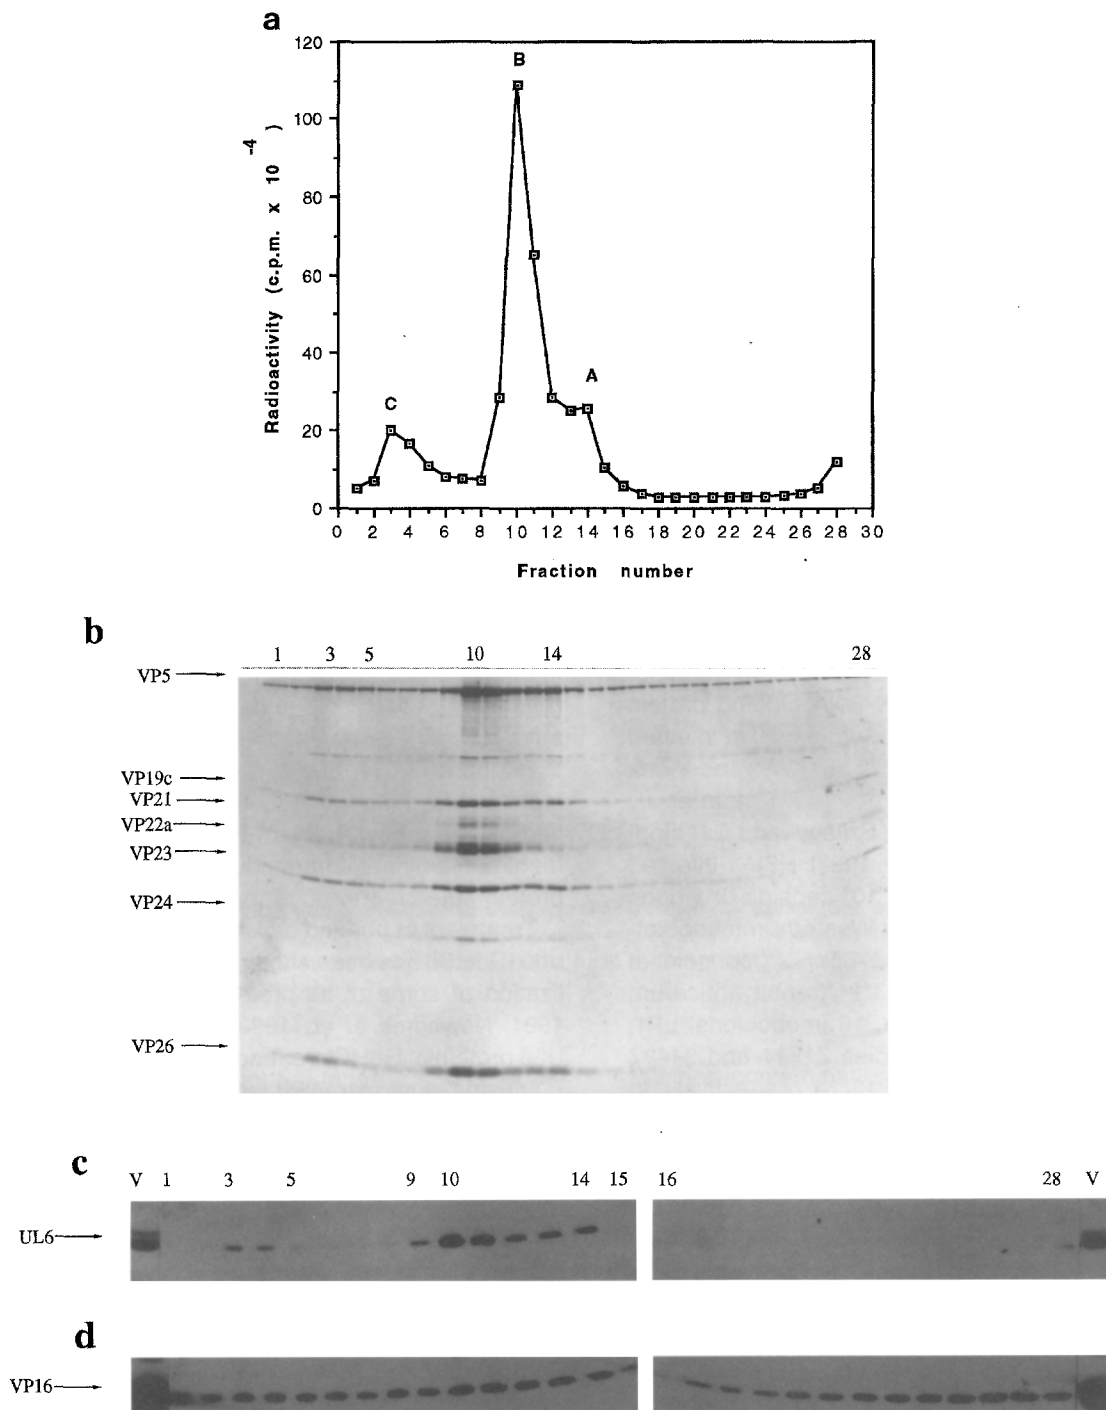 a
120
100
80
60
40
20
0
Radioactivity (c.p.m. x 10 -4 )
B
A
C
0 2 4 6 8 10 12 14 16 18 20 22 24 26 28 30
Fraction number
b
1 3 5 10 14 28
VP5
VP19c
VP21
VP22a
VP23
VP24
VP26
c
V 1 3 5 9 10 14 15 16 28 V
UL6
d
VP16